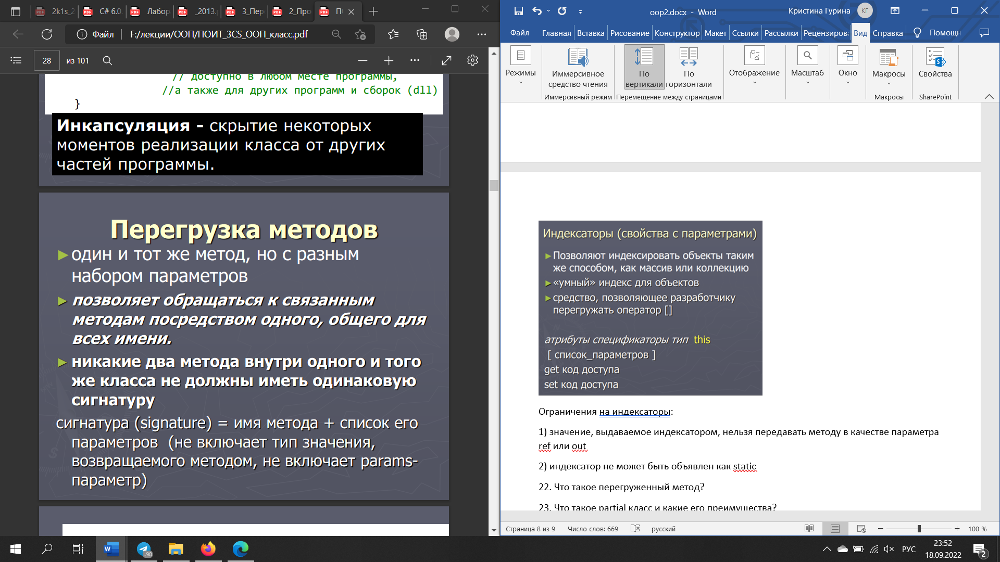 2k1s_2
C# 6.0.
Лабор
_2013.
3_Пер
2_Про
ПО
Файл
F:/лекции/ООП/ПОИТ_3CS_ООП_класс.pdf
28
из 101
// доступно в любом месте программы,
//а также для других программ и сборок (dll)
}
Инкапсуляция - скрытие некоторых
моментов реализации класса от других
частей программы.
Перегрузка методов
►один и тот же метод, но с разным
набором параметров
► позволяет обращаться к связанным
методам посредством одного, общего для
всех имени.
► никакие два метода внутри одного и того
же класса не должны иметь одинаковую
сигнатуру
сигнатура (signature) = имя метода + список его
параметров (не включает тип значения,
возвращаемого методом, не включает params-
параметр)
oop2.docx - Word
Кристина Гурина
КГ
Файл
Главная
Вставка
Рисование
Конструктор
Макет
Ссылки
Рассылки
Рецензирова
Вид
Справка
Помощн
Режимы
Иммерсивное
средство чтения
По
вертикали
По
горизонтали
Отображение
Масштаб
Окно
Макросы
Свойства
Иммерсивный режим
Перемещение между страницами
Макросы
SharePoint
Индексаторы (свойства с параметрами)
►Позволяют индексировать объекты таким
же способом, как массив или коллекцию
►«умный» индекс для объектов
►средство, позволяющее разработчику
перегружать оператор []
атрибуты спецификаторы тип this
[ список_параметров ]
get код доступа
set код доступа
Ограничения на индексаторы:
1) значение, выдаваемое индексатором, нельзя передавать методу в качестве параметра
ref или out
2) индексатор не может быть объявлен как static
22. Что такое перегруженный метод?
23. Что такое partial класс и какие его преимущества?
Страница 8 из 9
Число слов: 669
русский
100 %
90
РУС
23:52
18.09.2022
2